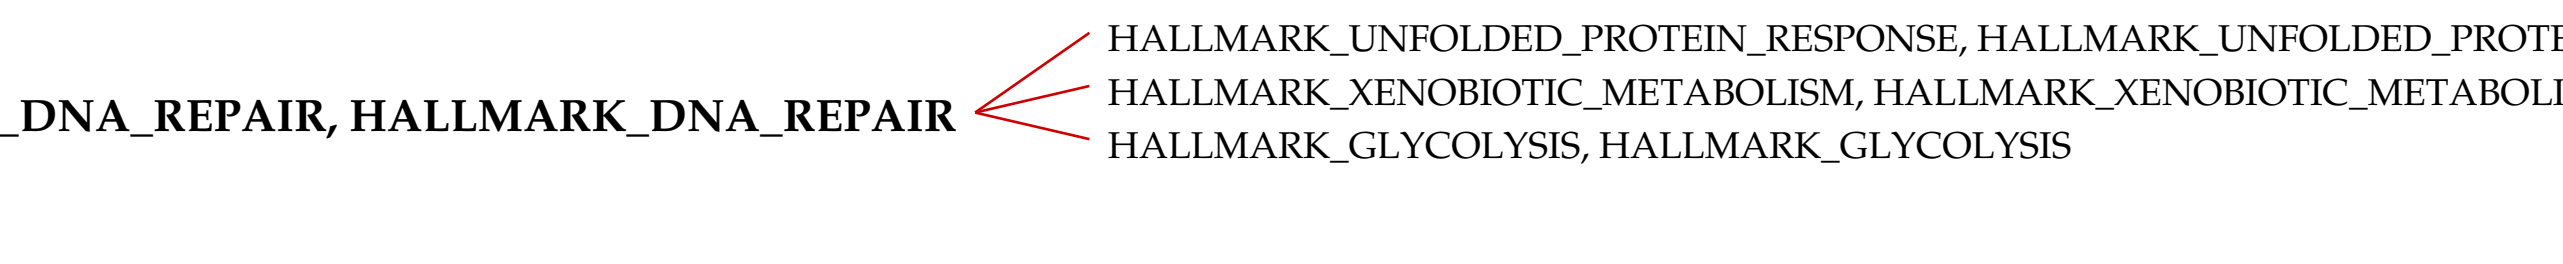 _DNA_REPAIR, HALLMARK_DNA_REPAIR
HALLMARK_UNFOLDED_PROTEIN_RESPONSE, HALLMARK_UNFOLDED_PROTE
HALLMARK_XENOBIOTIC_METABOLISM, HALLMARK_XENOBIOTIC_METABOLI
HALLMARK_GLYCOLYSIS, HALLMARK_GLYCOLYSIS